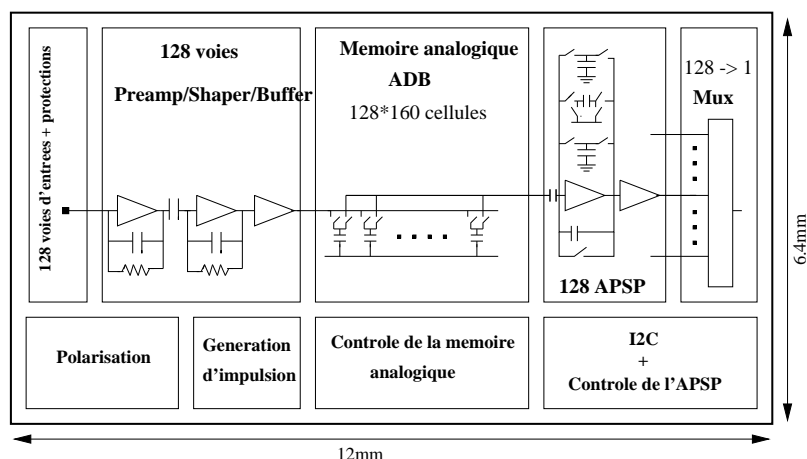 128 voies d'entrees + protections
128 voies
Preamp/Shaper/Buffer
Memoire analogique
ADB
128*160 cellules
128 APSP
128 -> 1
Mux
Polarisation
Generation
d'impulsion
Controle de la memoire
analogique
I2C
+
Controle de l'APSP
12mm
6.4mm